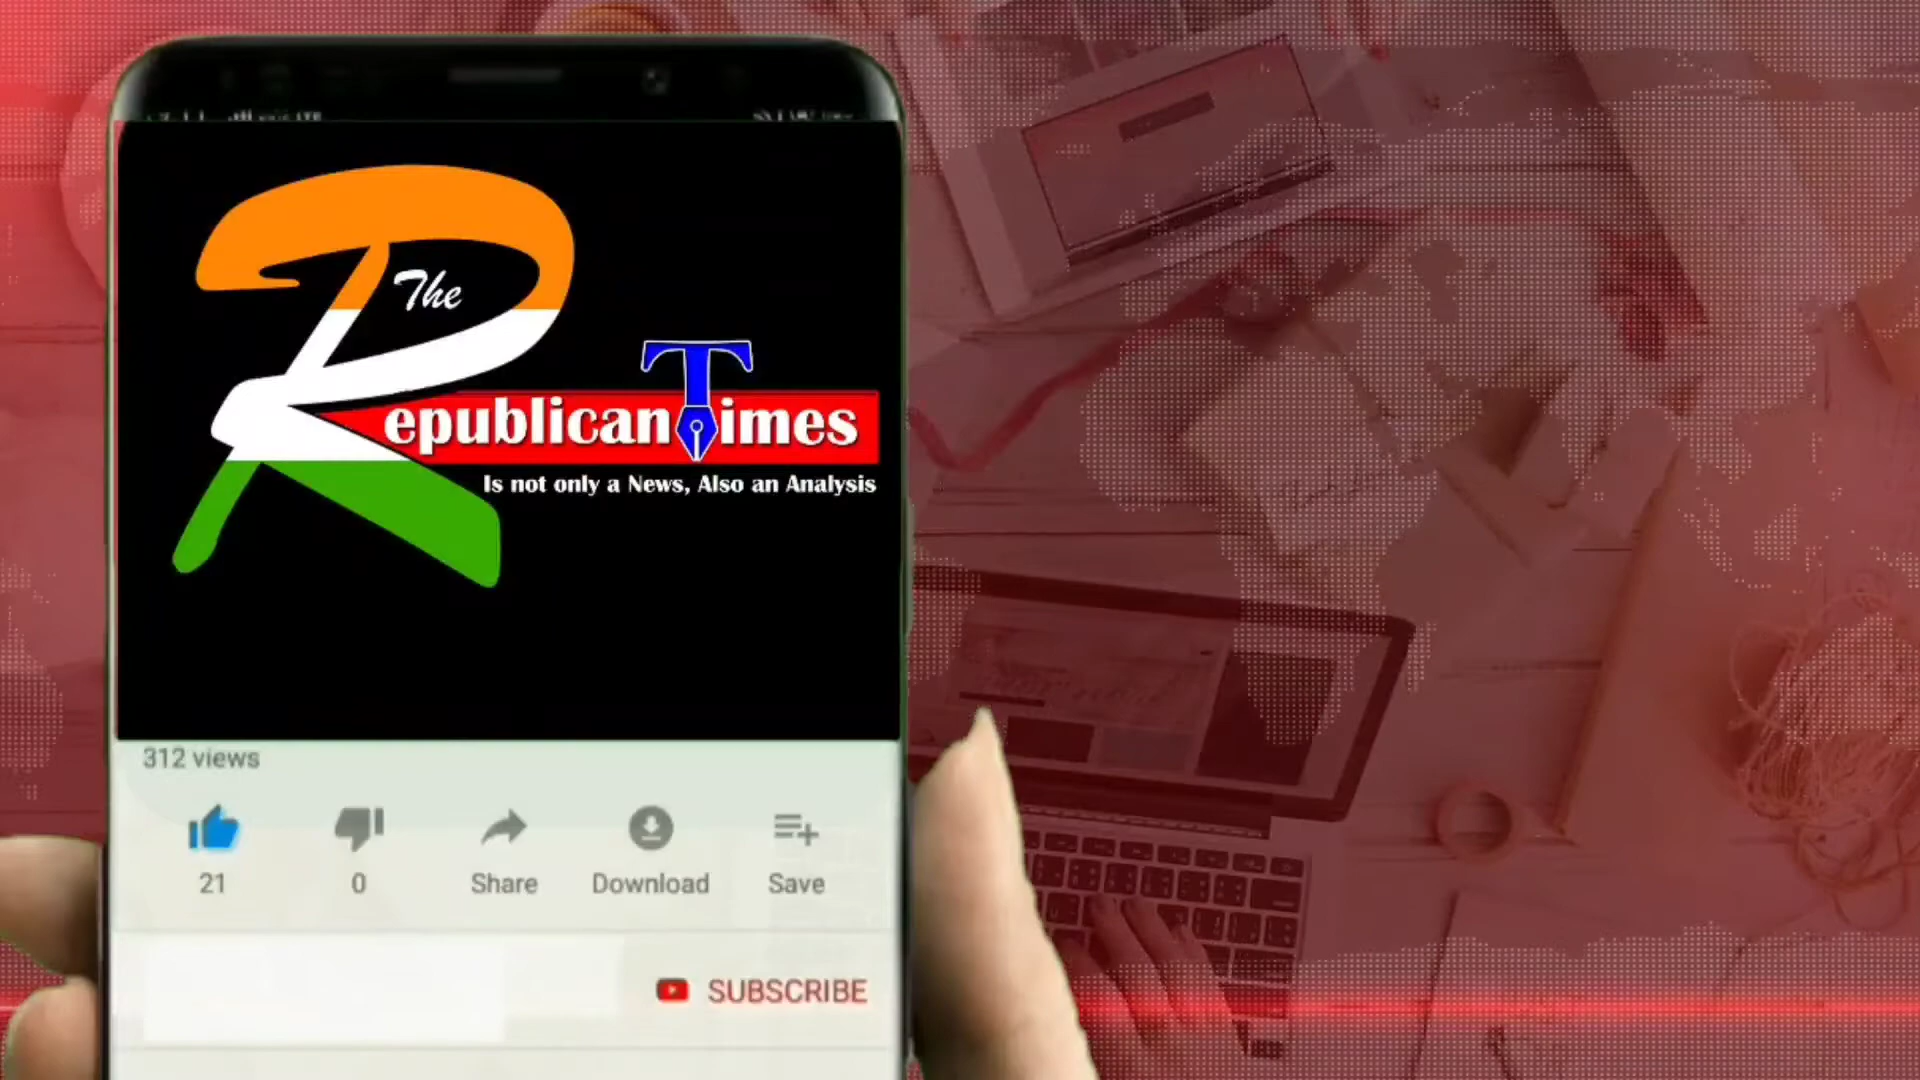 The
Republican Times
Is not only a News, Also an Analysis
312 views
21
0
Share
Download
Save
SUBSCRIBE